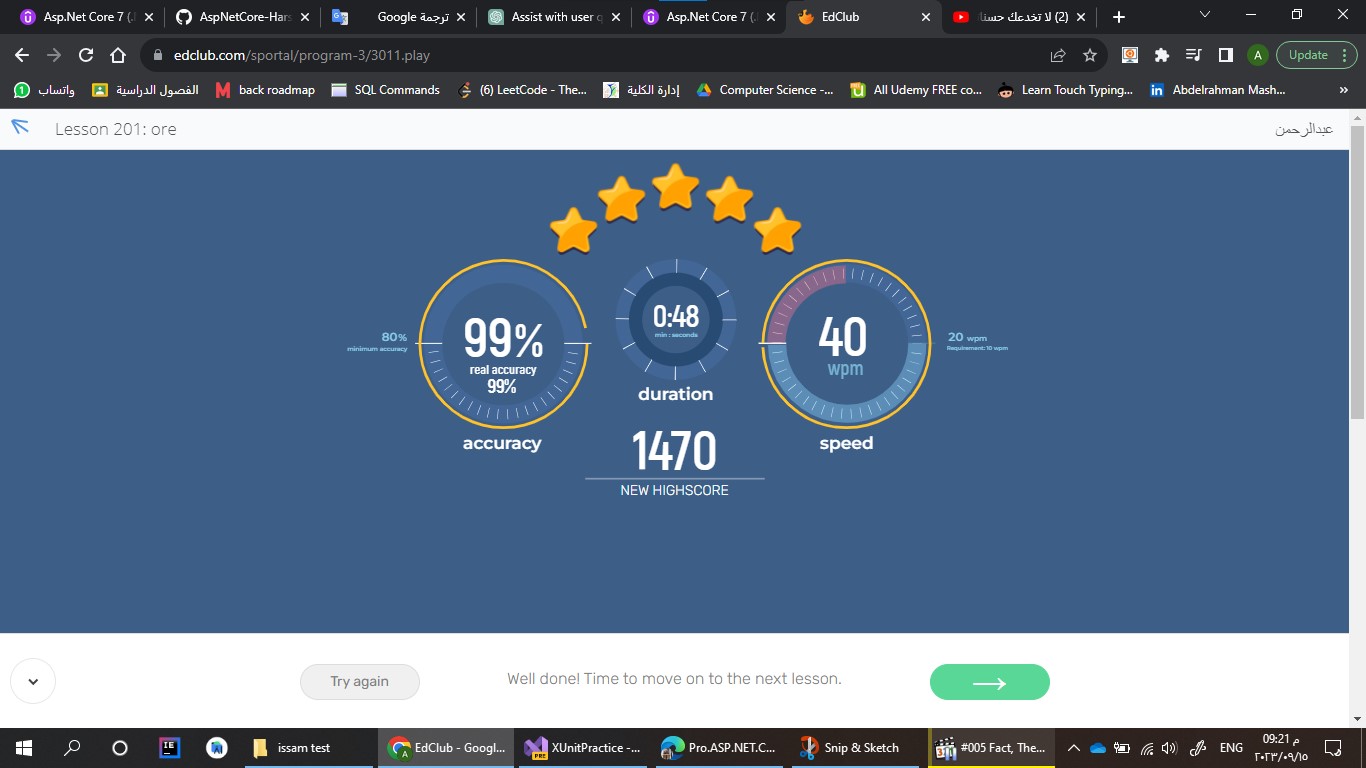 Asp.Net Core 7 (.
AspNetCore-Hars
ترجمة Google
Assist with user q
Asp.Net Core 7 (.
EdClub
(2) لا تخدعك حسنا
edclub.com/sportal/program-3/3011.play
A
Update
واتساب
الفصول الدراسية
back roadmap
SQL Commands
(6) LeetCode - The...
إدارة الكلية
Computer Science -...
All Udemy FREE co...
Learn Touch Typing...
Abdelrahman Mash...
»
Lesson 201: ore
عبدالرحمن
80%
minimum accuracy
99%
real accuracy
99%
accuracy
0:48
min : seconds
duration
1470
NEW HIGHSCORE
40
wpm
speed
20 wpm
Requirement: 10 wpm
Try again
Well done! Time to move on to the next lesson.
issam test
EdClub - Googl...
XUnitPractice -...
Pro.ASP.NET.C...
Snip & Sketch
#005 Fact, The...
ENG
09:21 م
٢٠٢٣/٠٩/١٥